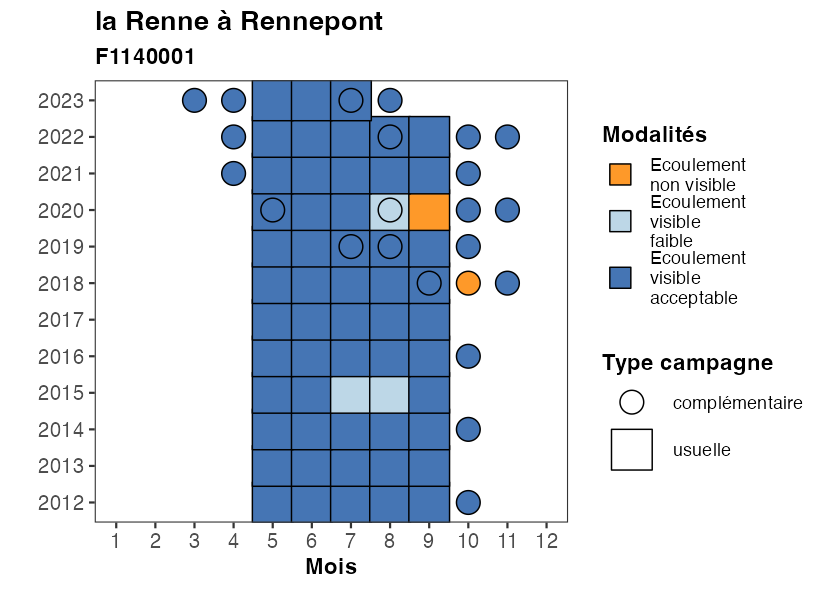 la Renne à Rennepont
F1140001
2023
2022
2021
2020
2019
2018
2017
2016
2015
2014
2013
2012
1 2 3 4 5 6 7 8 9 10 11 12
Mois
Modalités
Ecoulement
non visible
Ecoulement
visible
faible
Ecoulement
visible
acceptable
Type campagne
complémentaire
usuelle